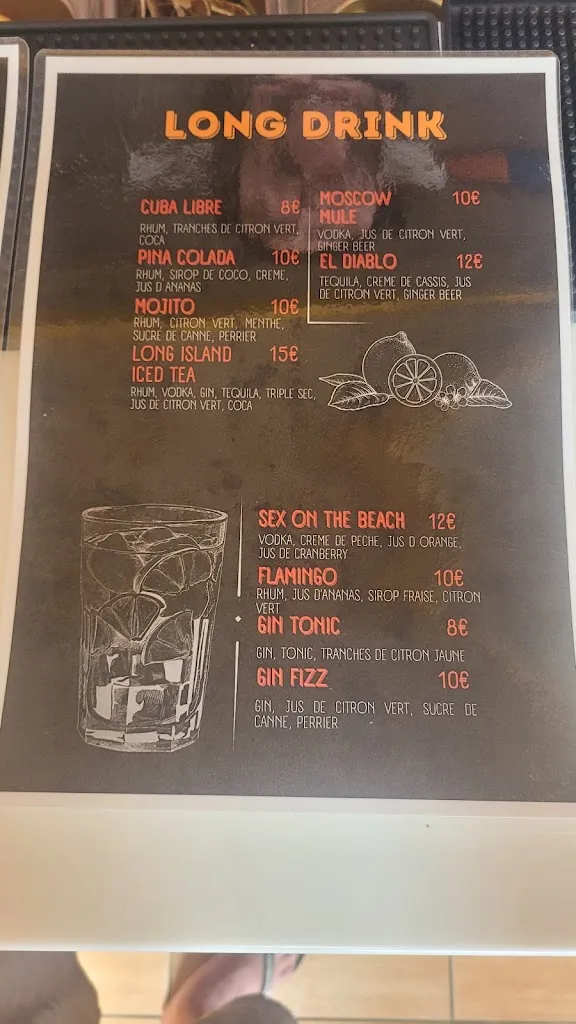 LONG DRINK
CUBA LIBRE 8€
RHUM, TRANCHES DE CITRON VERT,
COCA
PINA COLADA 10€
RHUM, SIROP DE COCO, CREME,
JUS D ANANAS
MOJITO 10€
RHUM, CITRON VERT, MENTHE,
SUCRE DE CANNE, PERRIER
LONG ISLAND 15€
ICED TEA
RHUM, VODKA, GIN, TEQUILA, TRIPLE SEC,
JUS DE CITRON VERT, COCA
MOSCOW 10€
MULE
VODKA, JUS DE CITRON VERT,
GINGER BEER
EL DIABLO 12€
TEQUILA, CREME DE CASSIS, JUS
DE CITRON VERT, GINGER BEER
SEX ON THE BEACH 12€
VODKA, CREME DE PECHE, JUS D ORANGE,
JUS DE CRANBERRY
FLAMINGO 10€
RHUM, JUS D'ANANAS, SIROP FRAISE, CITRON
VERT
GIN TONIC 8€
GIN, TONIC, TRANCHES DE CITRON JAUNE
GIN FIZZ 10€
GIN, JUS DE CITRON VERT, SUCRE DE
CANNE, PERRIER